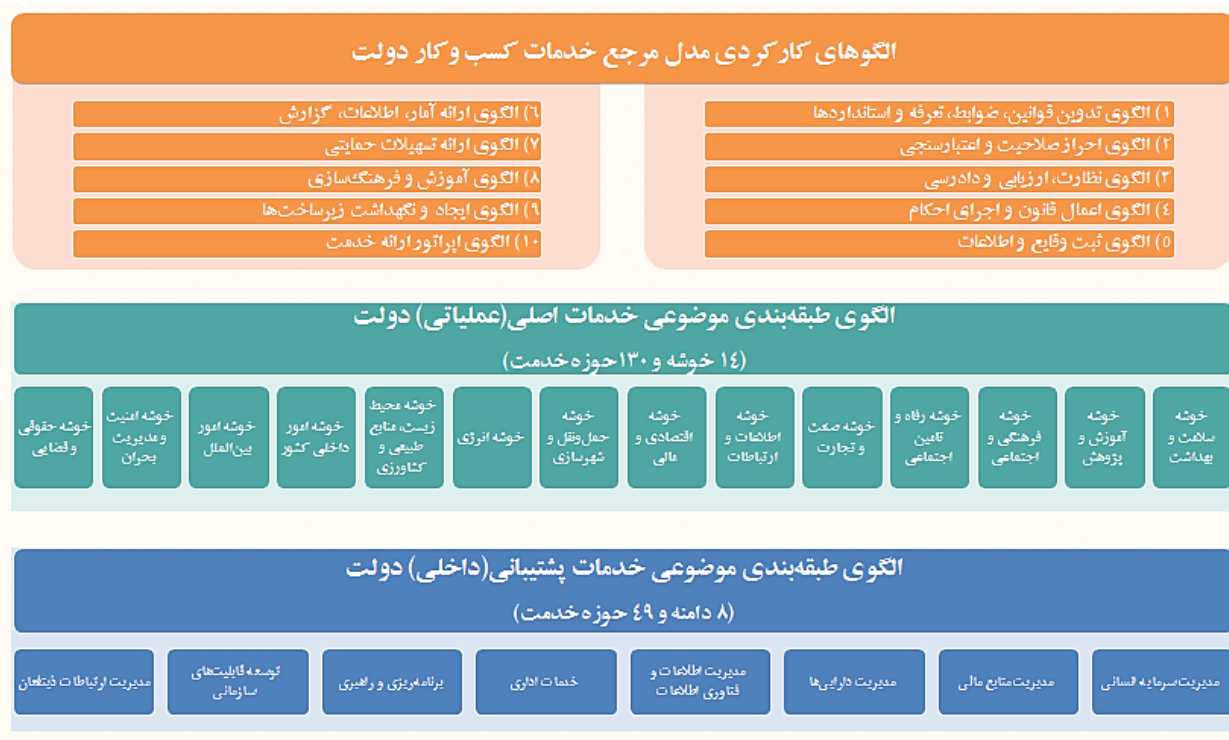 الگوهای کارکردی مدل مرجع خدمات کسب وکار دولت
۱) الگوی تدوین قوانین، ضوابط، تعرفه و استانداردها
۲) الگوی احراز صلاحیت و اعتبارسنجی
۳) الگوی نظارت، ارزیابی و دادرسی
۴) الگوی اعمال قانون و اجرای احکام
۵) الگوی ثبت وقایع و اطلاعات
۶) الگوی ارائه آمار، اطلاعات، گزارش
۷) الگوی ارائه تسهیلات حمایتی
۸) الگوی آموزش و فرهنگ‌سازی
۹) الگوی ایجاد و نگهداشت زیرساخت‌ها
۱۰) الگوی اپراتور ارائه خدمت
الگوی طبقه‌بندی موضوعی خدمات اصلی(عملیاتی) دولت
(۱۴ خوشه و ۱۳۰حوزه خدمت)
خوشه
سلامت و
بهداشت
خوشه
آموزش و
پژوهش
خوشه
فرهنگی و
اجتماعی
خوشه رفاه و
تامین
اجتماعی
خوشه صنعت
و تجارت
خوشه
اطلاعات و
ارتباطات
خوشه
اقتصادی و
مالی
خوشه
حمل‌ونقل و
شهرسازی
خوشه انرژی
خوشه محیط
زیست، منابع
طبیعی و
کشاورزی
خوشه امور
داخلی کشور
خوشه امور
بین‌الملل
خوشه امنیت
و مدیریت
بحران
خوشه حقوقی
و قضایی
الگوی طبقه‌بندی موضوعی خدمات پشتیبانی(داخلی) دولت
(۸ دامنه و ۴۹ حوزه خدمت)
مدیریت سرمایه انسانی
مدیریت منابع مالی
مدیریت دارایی‌ها
مدیریت اطلاعات و
فناوری اطلاعات
خدمات اداری
برنامه‌ریزی و راهبری
توسعه قابلیت‌های
سازمانی
مدیریت ارتباطات ذینفعان